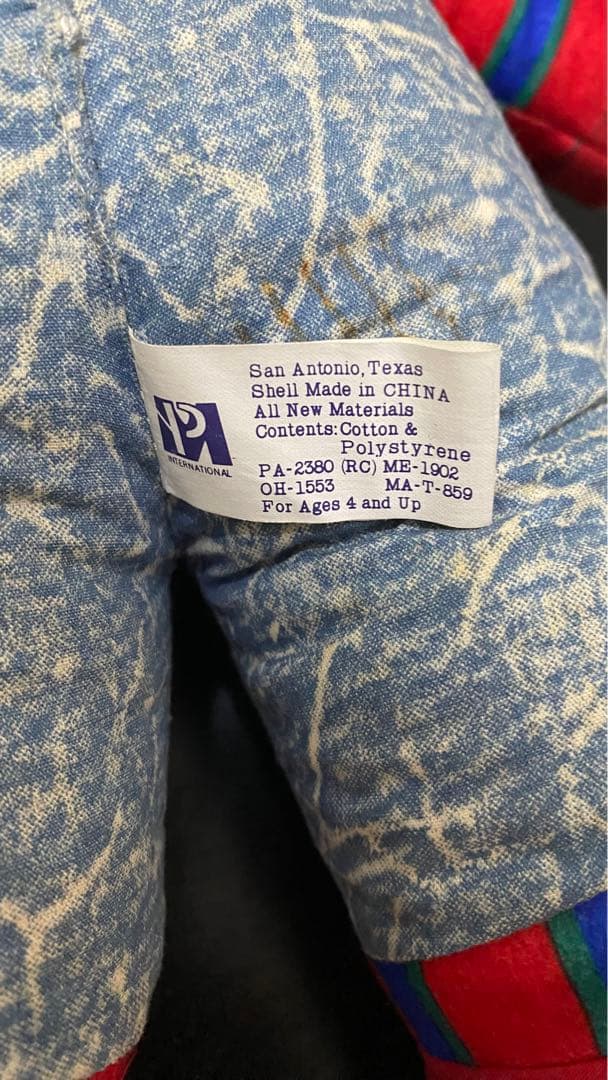 San Antonio, Texas
Shell Made in CHINA
All New Materials
Contents: Cotton &
Polystyrene
PA-2380 (RC) ME-1902
OH-1553 MA-T-859
For Ages 4 and Up
INTERNATIONAL